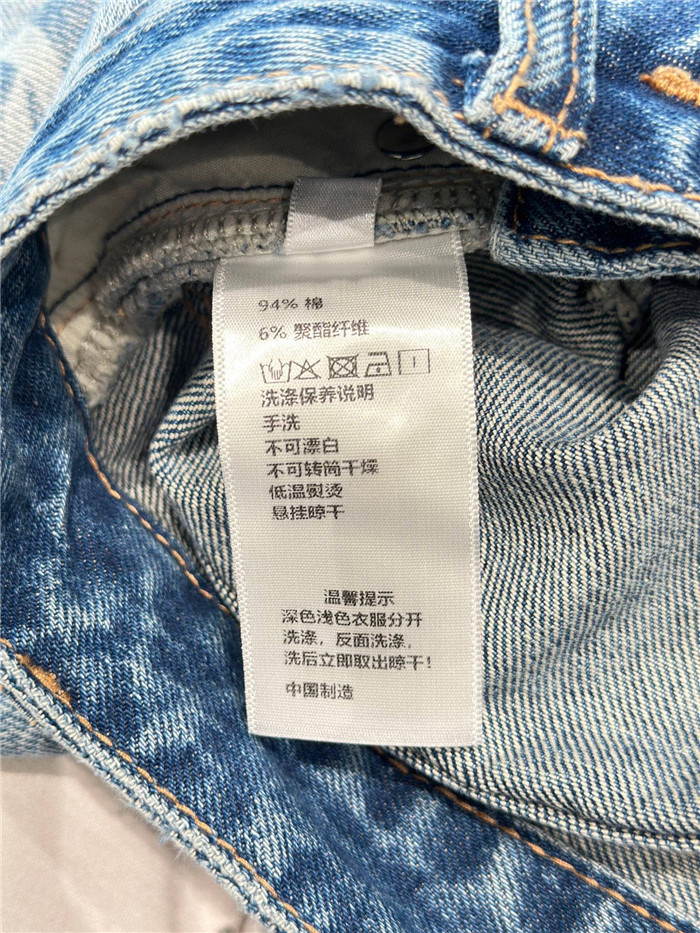 94% 棉
6% 聚酯纤维
洗涤保养说明
手洗
不可漂白
不可转筒干燥
低温熨烫
悬挂晾干
温馨提示
深色浅色衣服分开
洗涤，反面洗涤，
洗后立即取出晾干！
中国制造